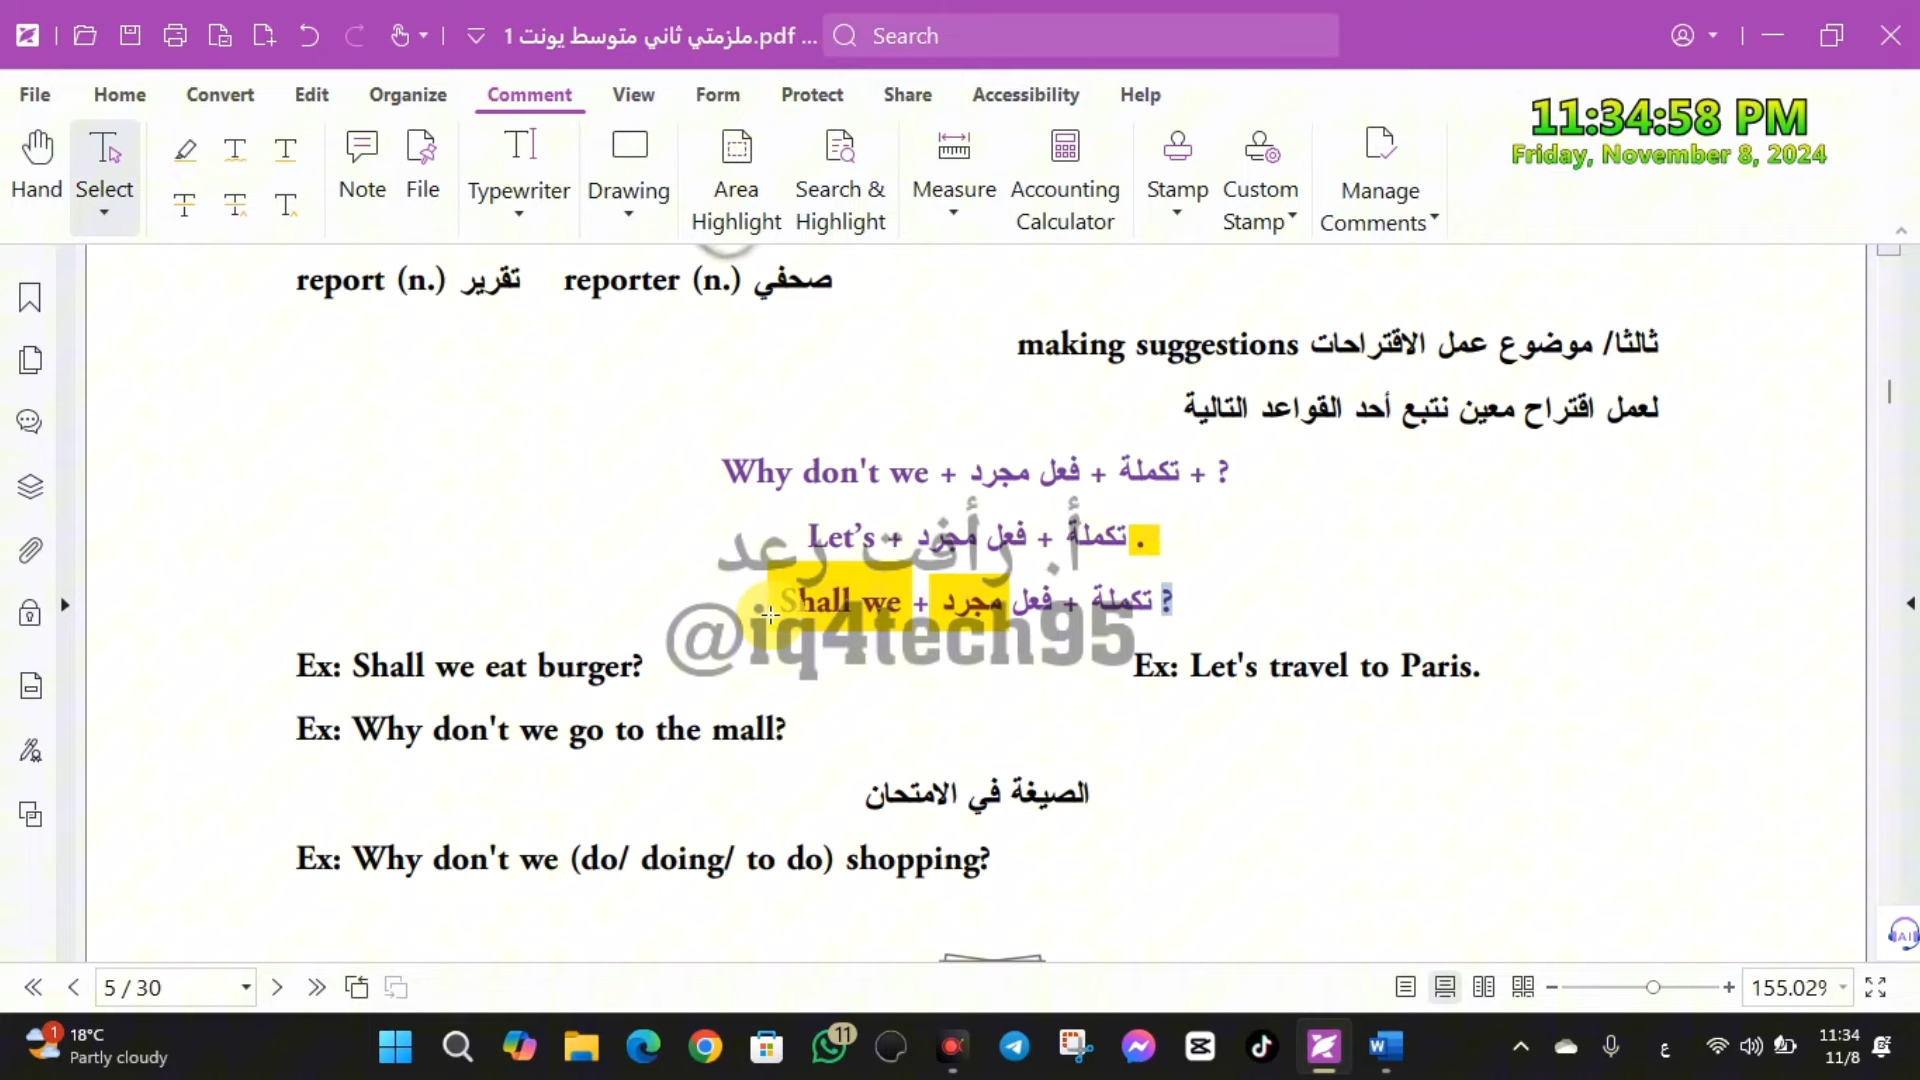 ملزمتي ثاني متوسط يونت 1.pdf ...
Search
File Home Convert Edit Organize Comment View Form Protect Share Accessibility Help
11:34:58 PM
Friday, November 8, 2024
Hand Select Note File Typewriter Drawing Area Highlight Search & Highlight Measure Accounting Calculator Stamp Custom Stamp Manage Comments
report (n.) تقرير reporter (n.) صحفي
ثالثا/ موضوع عمل الاقتراحات making suggestions
لعمل اقتراح معين نتبع أحد القواعد التالية
Why don't we + فعل مجرد + تكملة + ?
Let's + فعل مجرد + تكملة .
أ. رأفت رعد
Shall we + فعل مجرد + تكملة ?
@iq4tech95
Ex: Shall we eat burger? Ex: Let's travel to Paris.
Ex: Why don't we go to the mall?
الصيغة في الامتحان
Ex: Why don't we (do/ doing/ to do) shopping?
AI
5 / 30
155.029
1
18°C
Partly cloudy
11
W
ع
11:34
11/8